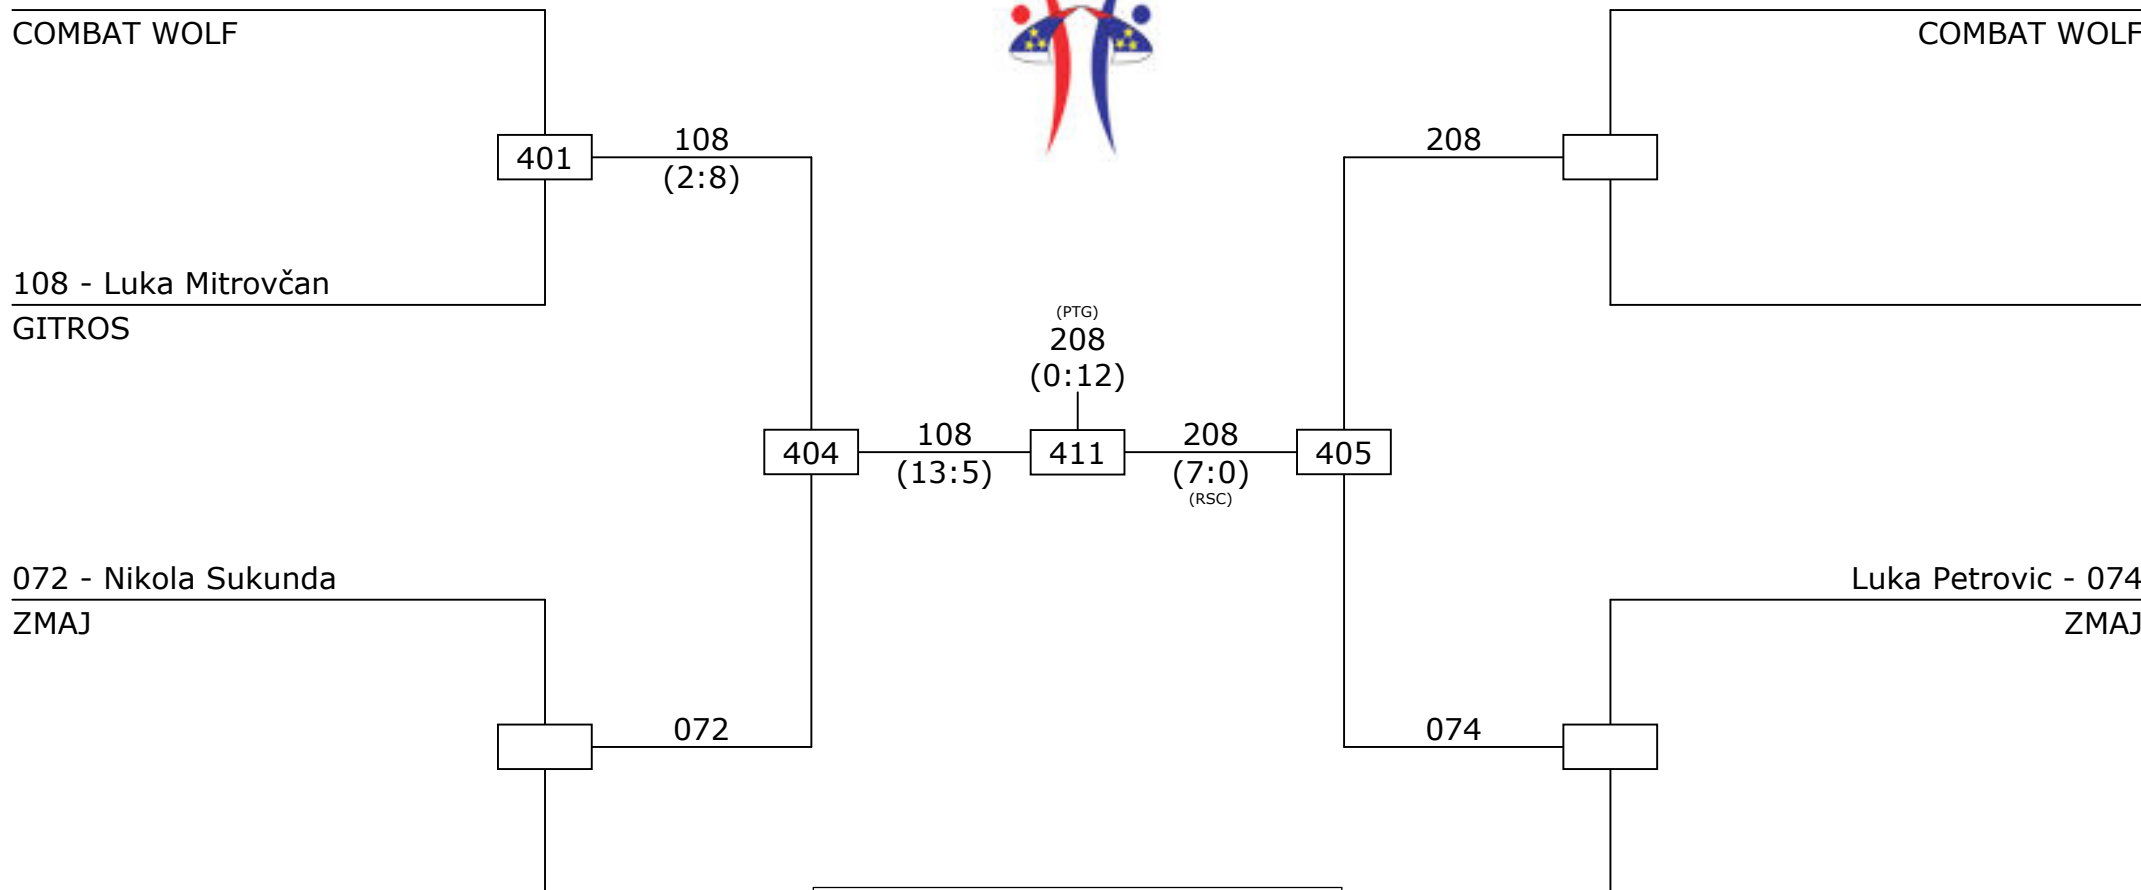 COMBAT WOLF
COMBAT WOLF
401
108
(2:8)
208
108 - Luka Mitrovčan
GITROS
(PTG)
208
(0:12)
404
108
(13:5)
411
208
(7:0)
(RSC)
405
072 - Nikola Sukunda
ZMAJ
Luka Petrovic - 074
ZMAJ
072
074